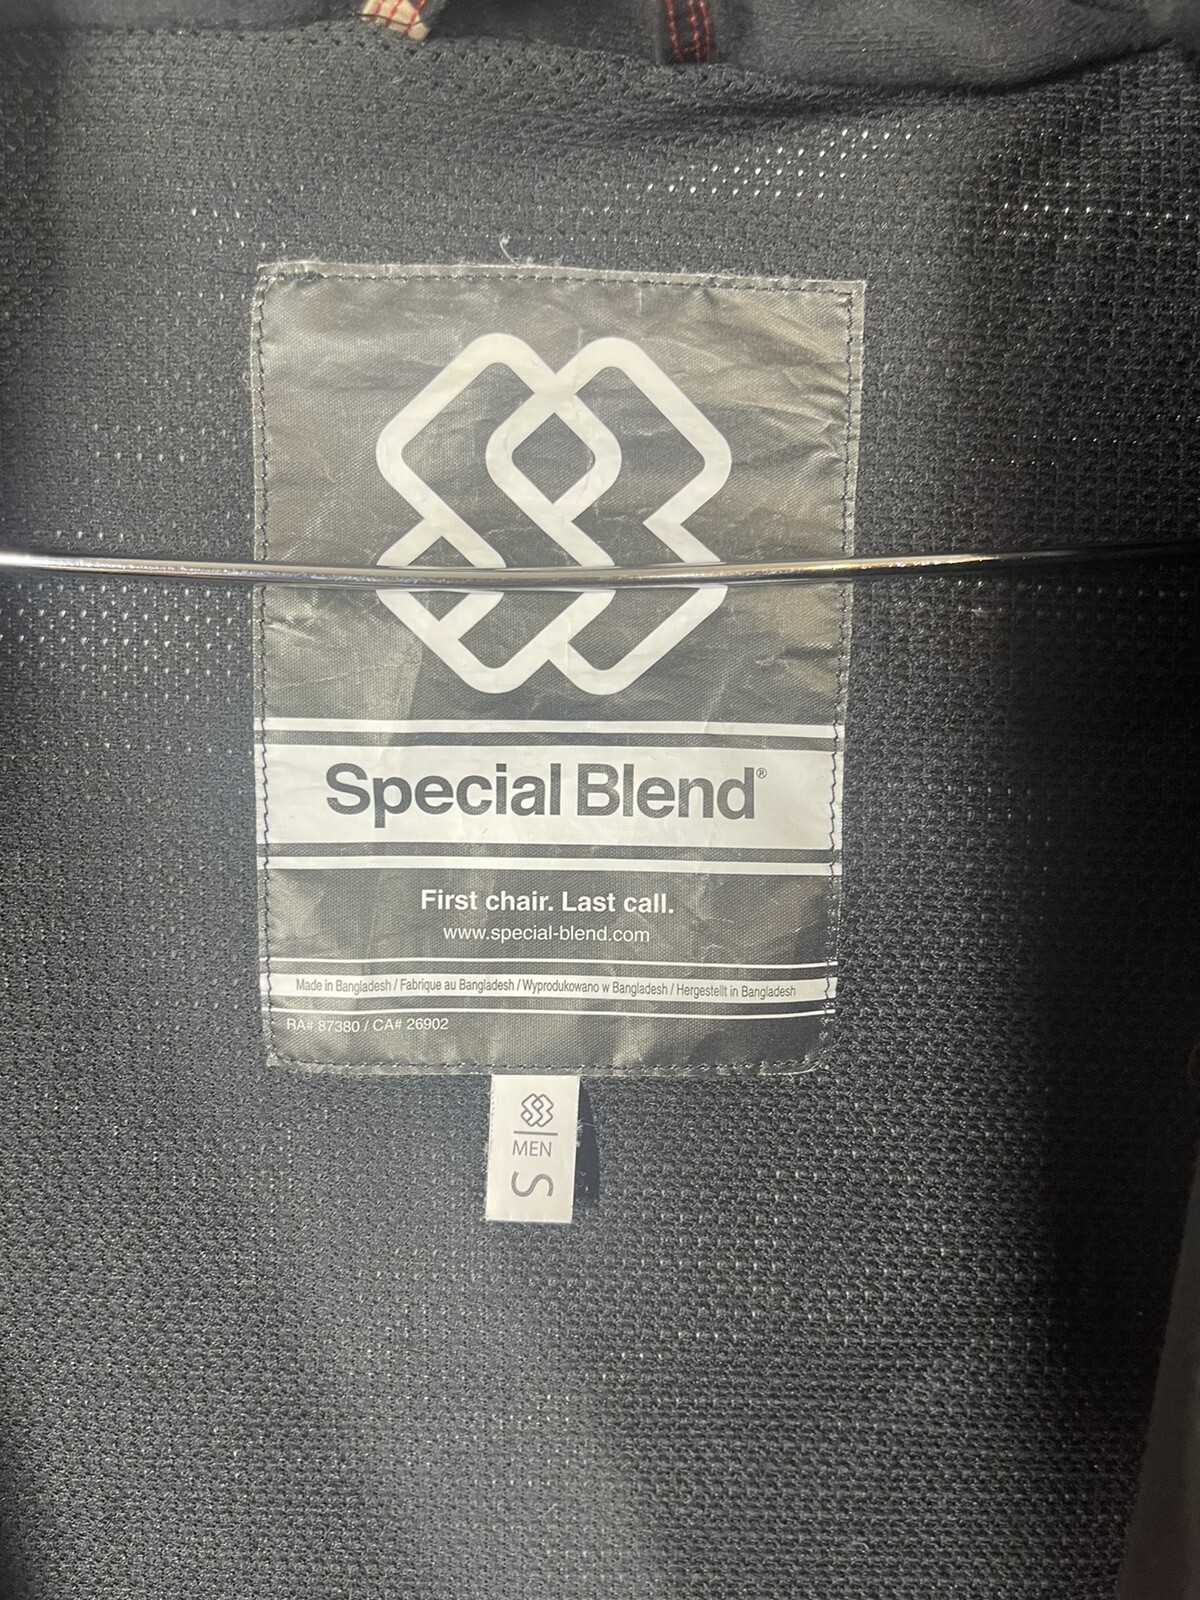 Special Blend®
First chair. Last call.
www.special-blend.com
Made in Bangladesh / Fabrique au Bangladesh / Wyprodukowano w Bangladesh / Hergestellt in Bangladesh
RA# 87380 / CA# 26902
MEN
S